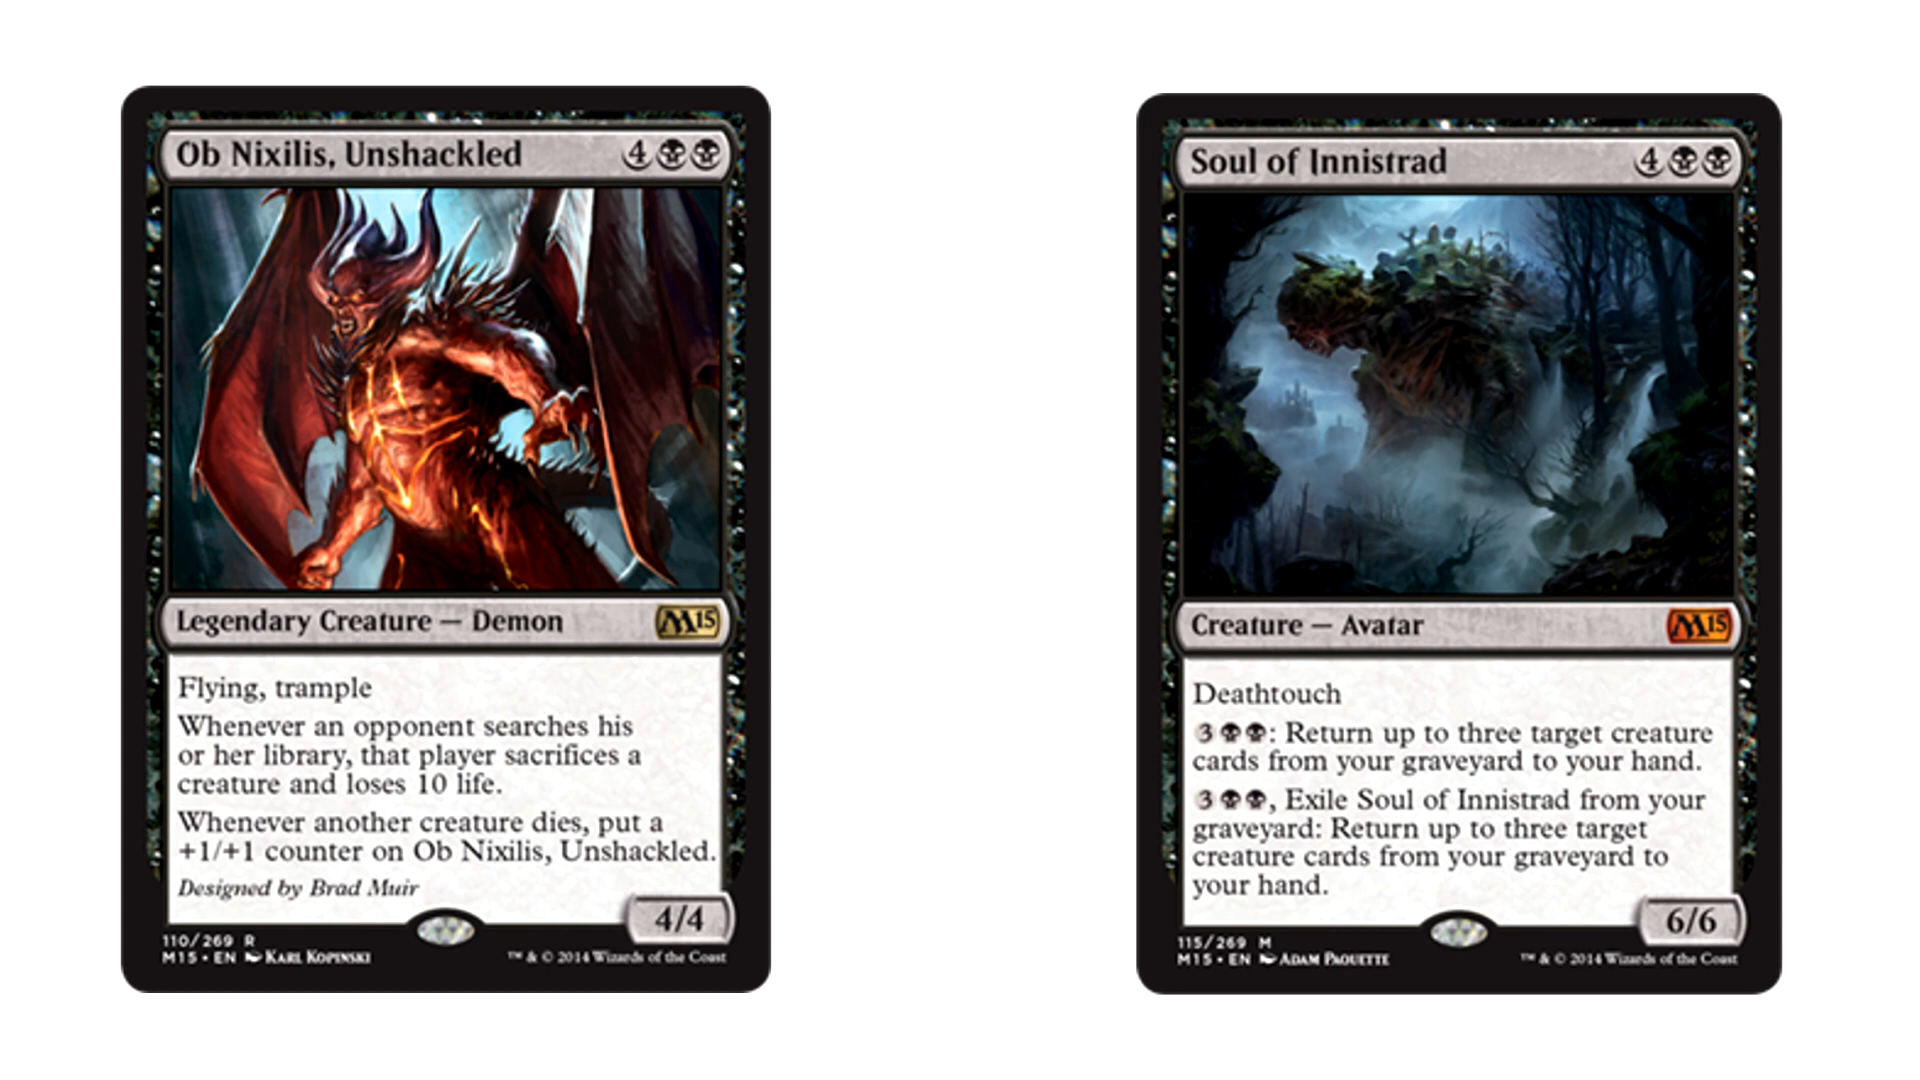 Ob Nixilis, Unshackled 4
Legendary Creature — Demon M15
Flying, trample
Whenever an opponent searches his
or her library, that player sacrifices a
creature and loses 10 life.
Whenever another creature dies, put a
+1/+1 counter on Ob Nixilis, Unshackled.
Designed by Brad Muir
4/4
110/269 R
M15 • EN Karl Kopinski
™ & © 2014 Wizards of the Coast
Soul of Innistrad 4
Creature — Avatar M15
Deathtouch
3: Return up to three target creature
cards from your graveyard to your hand.
3, Exile Soul of Innistrad from your
graveyard: Return up to three target
creature cards from your graveyard to
your hand.
6/6
115/269 M
M15 • EN Adam Paquette
™ & © 2014 Wizards of the Coast